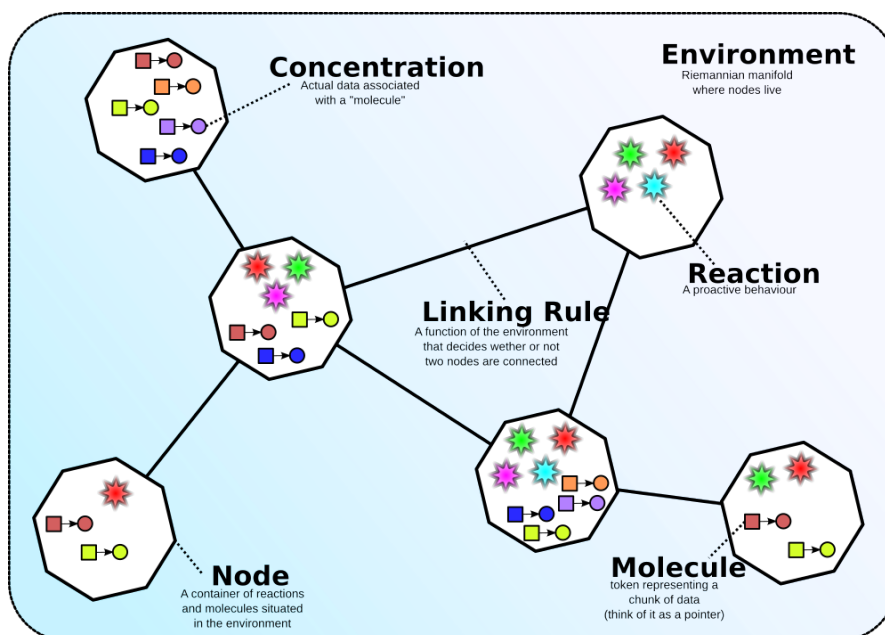 Concentration
Actual data associated
with a "molecule"
Environment
Riemannian manifold
where nodes live
Reaction
A proactive behaviour
Linking Rule
A function of the environment
that decides wether or not
two nodes are connected
Node
A container of reactions
and molecules situated
in the environment
Molecule
token representing a
chunk of data
(think of it as a pointer)